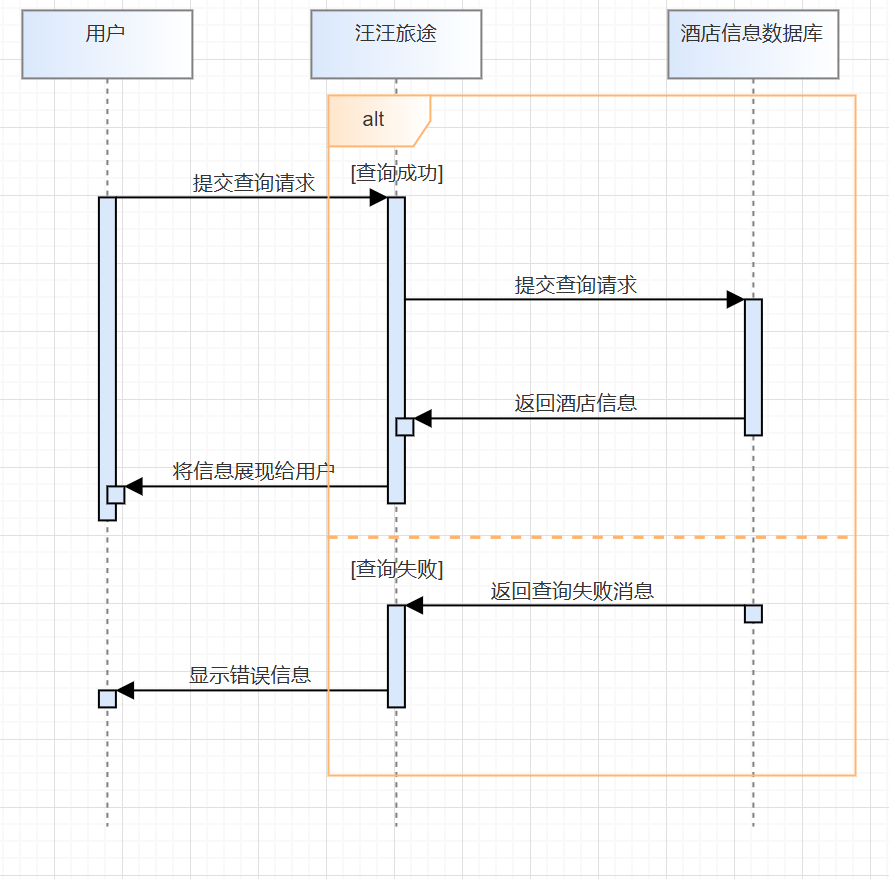 用户
汪汪旅途
酒店信息数据库
alt
[查询成功]
提交查询请求
提交查询请求
返回酒店信息
将信息展现给用户
[查询失败]
返回查询失败消息
显示错误信息